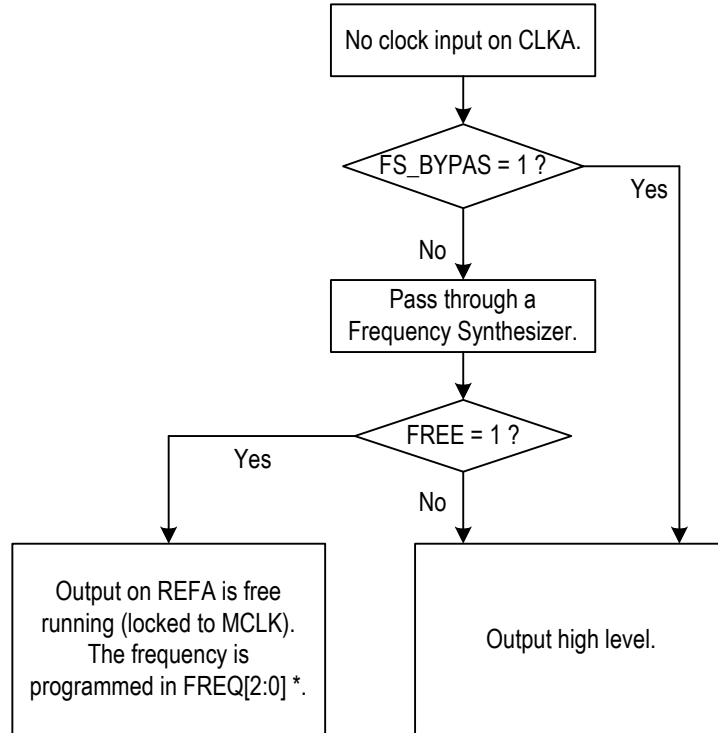 No clock input on CLKA.
FS_BYPAS = 1 ?
Yes
No
Pass through a
Frequency Synthesizer.
FREE = 1 ?
Yes
No
Output on REFA is free
running (locked to MCLK).
The frequency is
programmed in FREQ[2:0] *.
Output high level.